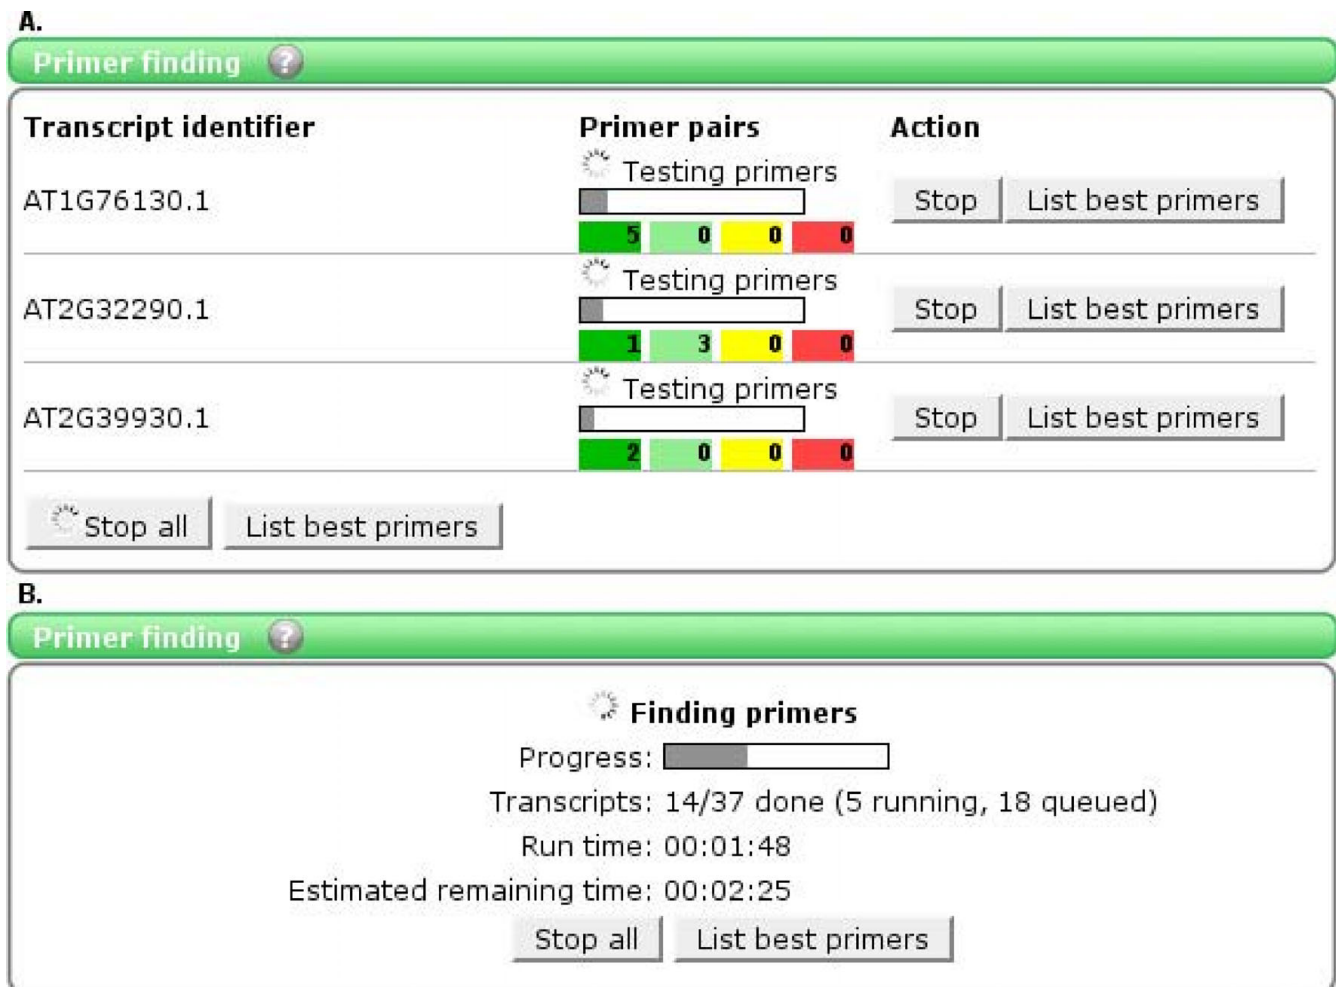 A.
Primer finding ?
Transcript identifier Primer pairs Action
Testing primers
AT1G76130.1 Stop List best primers
5 0 0 0
Testing primers
AT2G32290.1 Stop List best primers
1 3 0 0
Testing primers
AT2G39930.1 Stop List best primers
2 0 0 0
Stop all List best primers
B.
Primer finding ?
Finding primers
Progress:
Transcripts: 14/37 done (5 running, 18 queued)
Run time: 00:01:48
Estimated remaining time: 00:02:25
Stop all List best primers